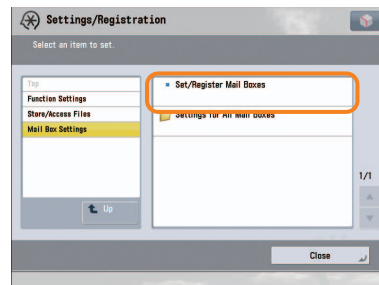 Settings/Registration
Select an item to set.
Top
Function Settings
Store/Access Files
Mail Box Settings
Up
Set/Register Mail Boxes
Settings for All Mail Boxes
1/1
Close